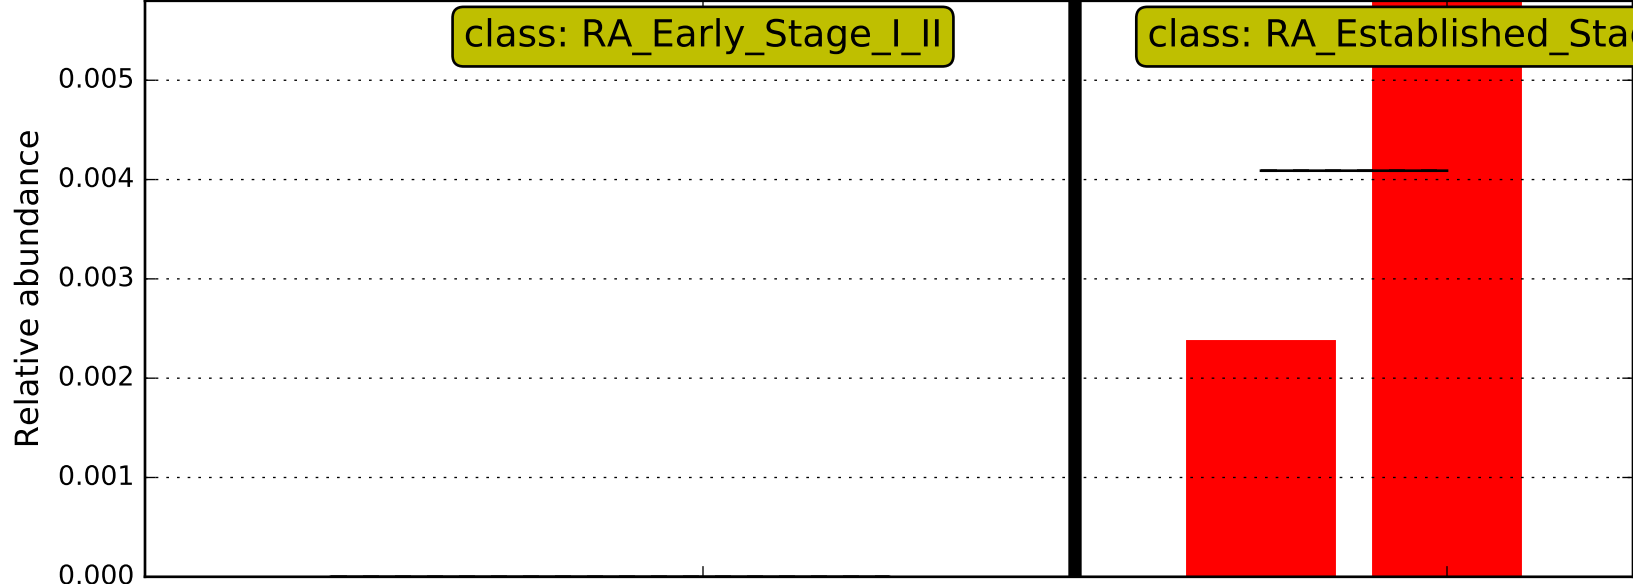 class: RA_Early_Stage_I_II
class: RA_Established_Sta
0.005
0.004
0.003
0.002
0.001
0.000
Relative abundance